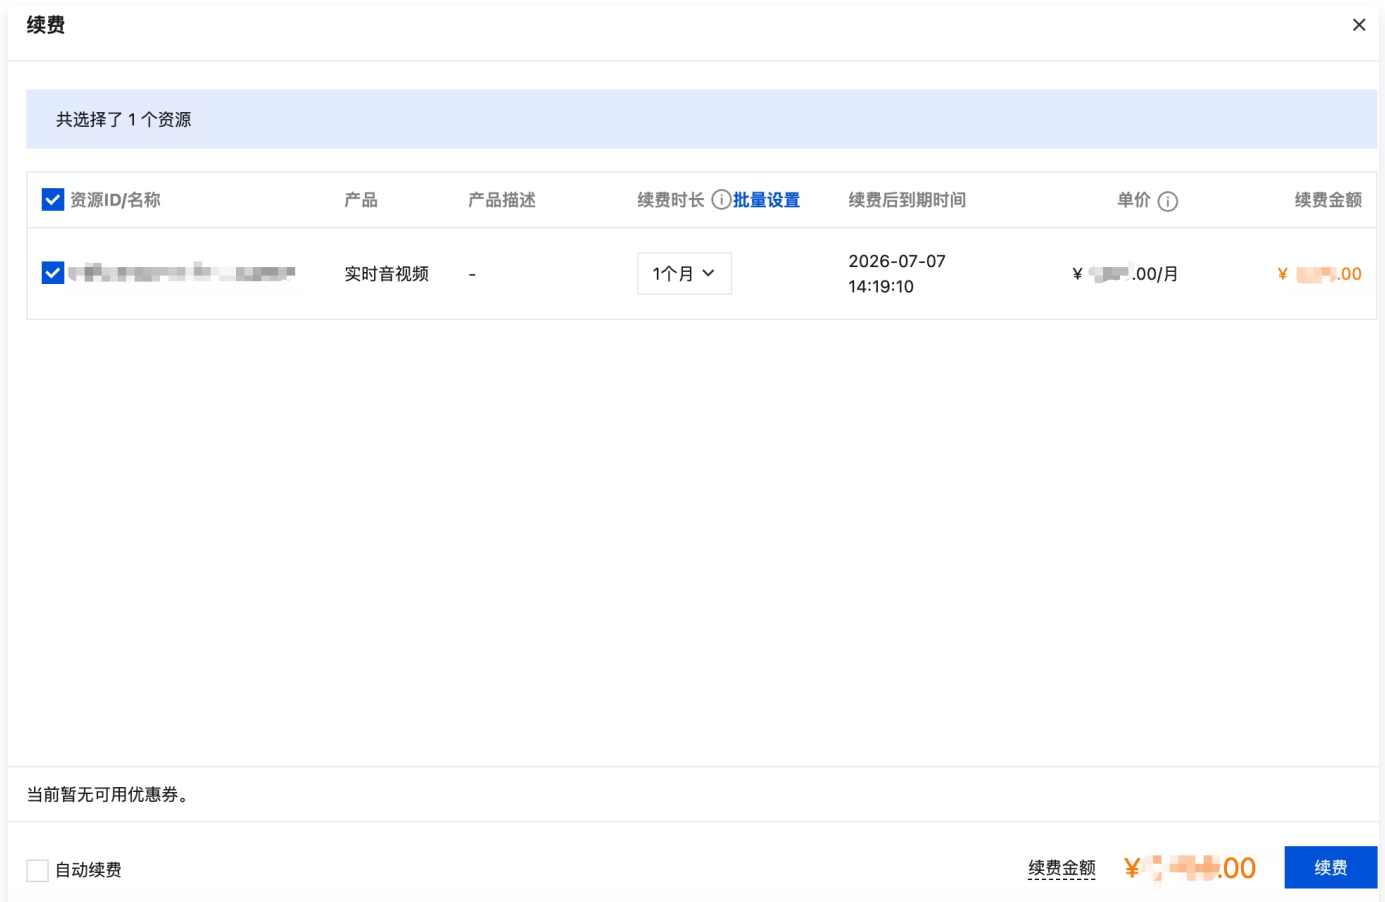 续费
共选择了 1 个资源
资源ID/名称 产品 产品描述 续费时长 批量设置 续费后到期时间 单价 续费金额
实时音视频 - 1个月 2026-07-07 14:19:10 ¥ .00/月 ¥ .00
当前暂无可用优惠券。
自动续费 续费金额 ¥ .00 续费